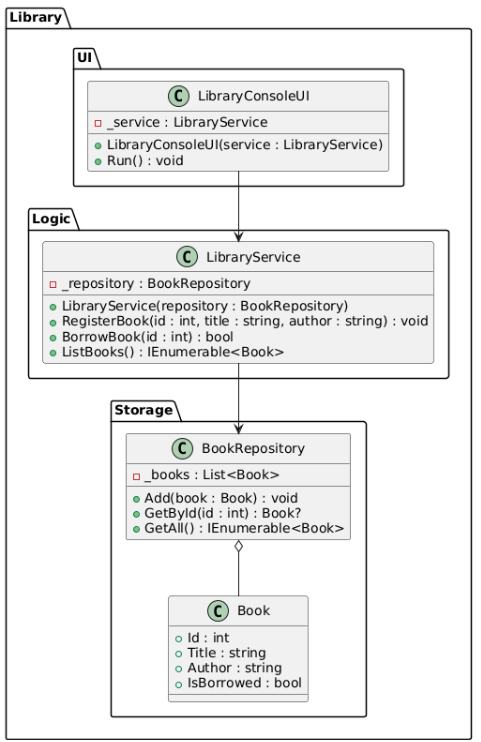 Library
UI
C LibraryConsoleUI
_service : LibraryService
LibraryConsoleUI(service : LibraryService)
Run() : void
Logic
C LibraryService
_repository : BookRepository
LibraryService(repository : BookRepository)
RegisterBook(id : int, title : string, author : string) : void
BorrowBook(id : int) : bool
ListBooks() : IEnumerable<Book>
Storage
C BookRepository
_books : List<Book>
Add(book : Book) : void
GetById(id : int) : Book?
GetAll() : IEnumerable<Book>
C Book
Id : int
Title : string
Author : string
IsBorrowed : bool